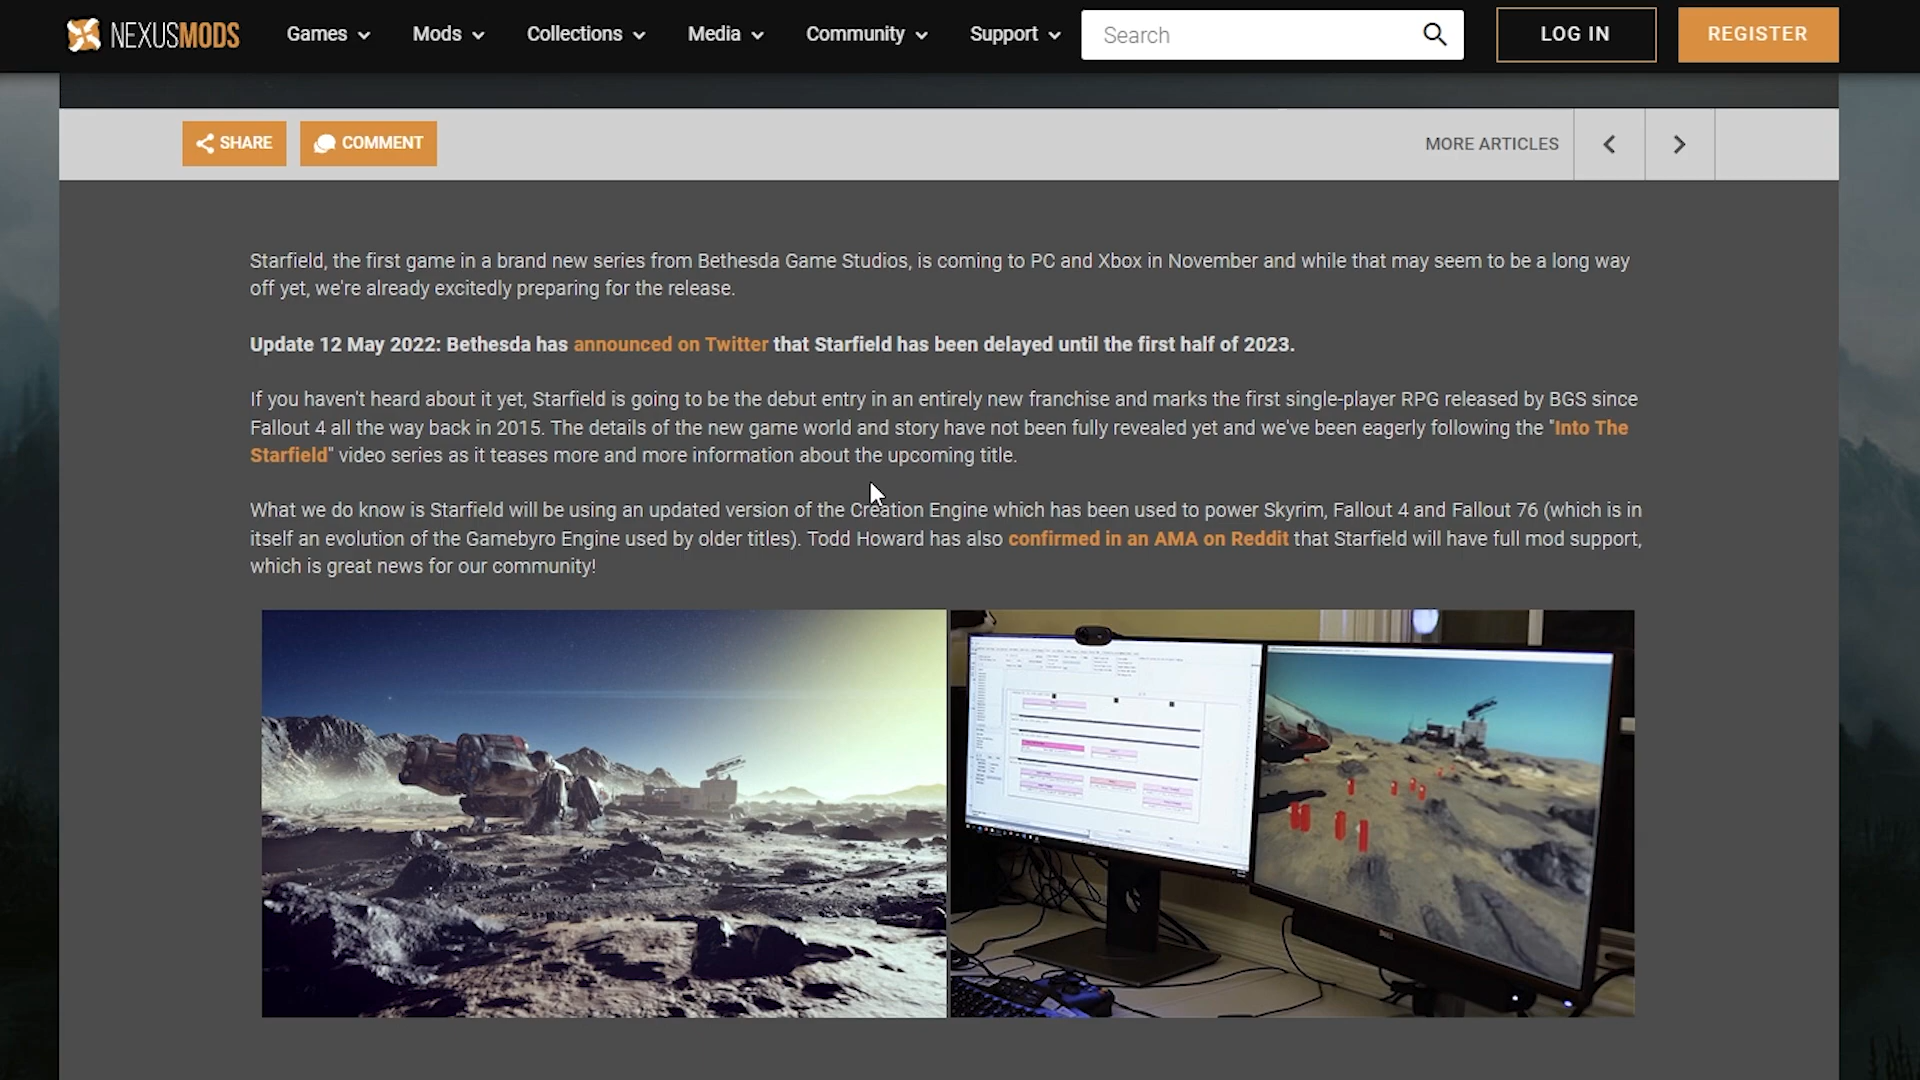 NEXUSMODS Games Mods Collections Media Community Support Search LOG IN REGISTER
SHARE COMMENT MORE ARTICLES
Starfield, the first game in a brand new series from Bethesda Game Studios, is coming to PC and Xbox in November and while that may seem to be a long way
off yet, we're already excitedly preparing for the release.
Update 12 May 2022: Bethesda has announced on Twitter that Starfield has been delayed until the first half of 2023.
If you haven't heard about it yet, Starfield is going to be the debut entry in an entirely new franchise and marks the first single-player RPG released by BGS since
Fallout 4 all the way back in 2015. The details of the new game world and story have not been fully revealed yet and we've been eagerly following the "Into The
Starfield" video series as it teases more and more information about the upcoming title.
What we do know is Starfield will be using an updated version of the Creation Engine which has been used to power Skyrim, Fallout 4 and Fallout 76 (which is in
itself an evolution of the Gamebyro Engine used by older titles). Todd Howard has also confirmed in an AMA on Reddit that Starfield will have full mod support,
which is great news for our community!
DELL